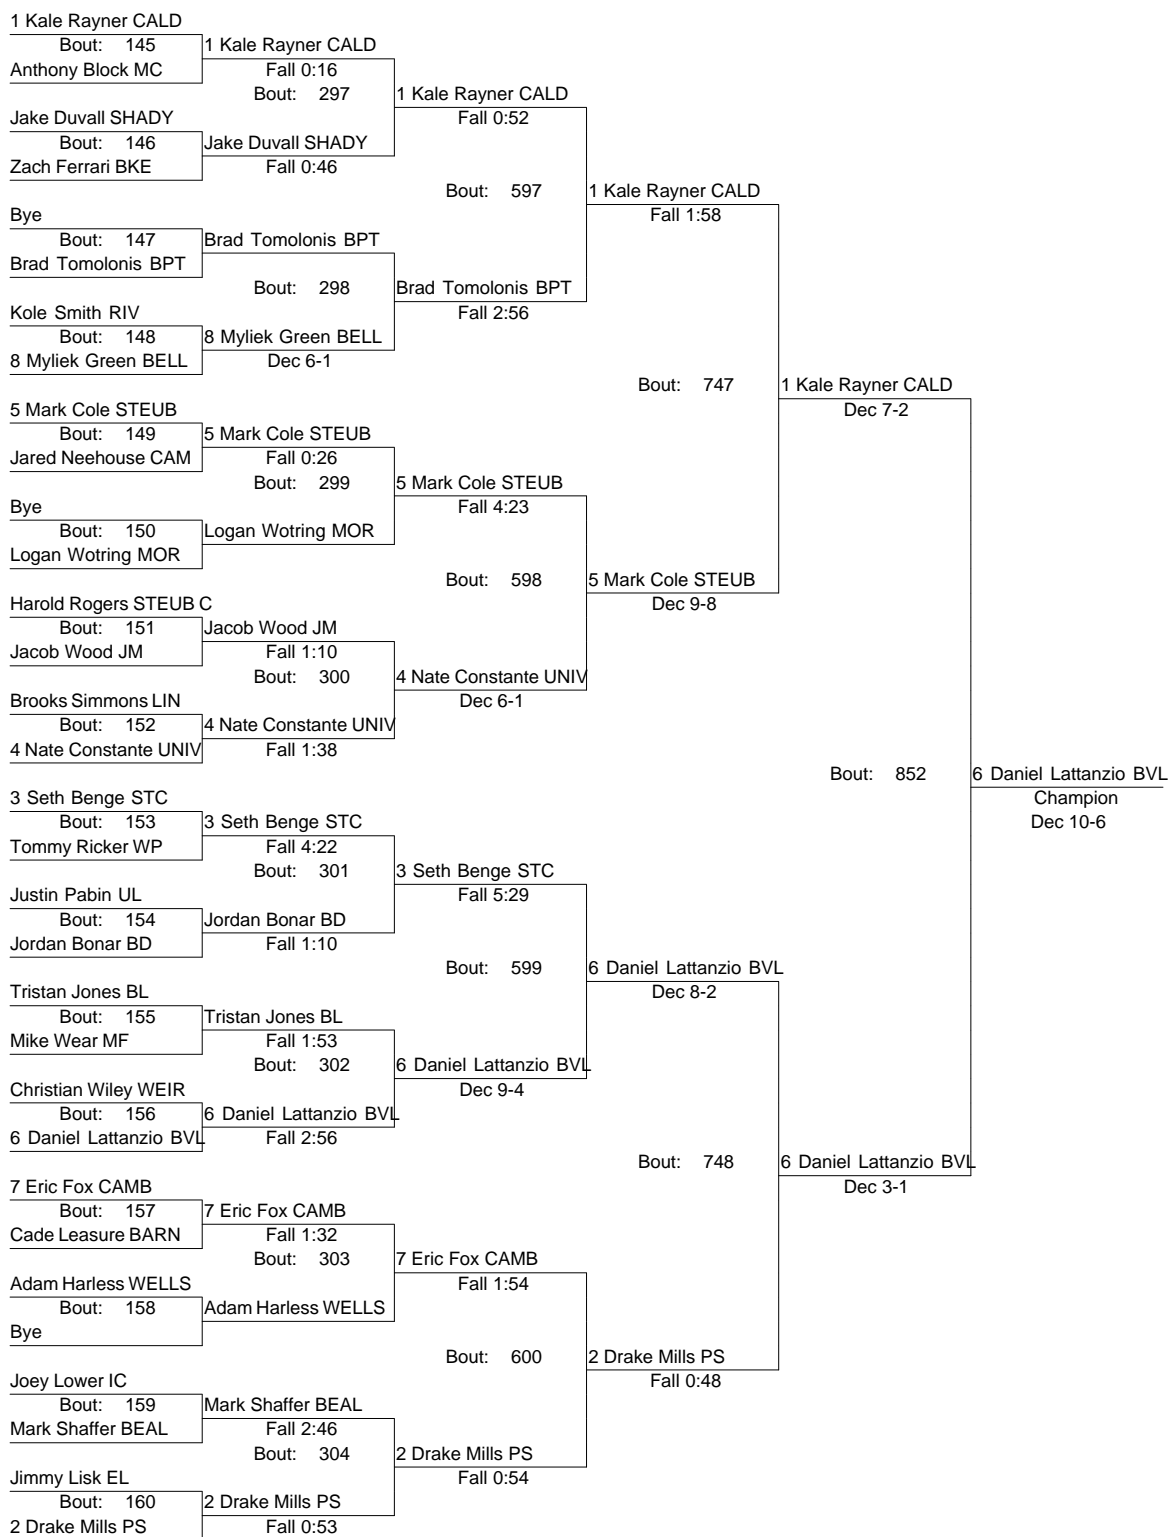 1 Kale Rayner CALD
Bout: 145
Anthony Block MC
Jake Duvall SHADY
Bout: 146
Zach Ferrari BKE
Bye
Bout: 147
Brad Tomolonis BPT
Kole Smith RIV
Bout: 148
8 Myliek Green BELL
5 Mark Cole STEUB
Bout: 149
Jared Neehouse CAM
Bye
Bout: 150
Logan Wotring MOR
Harold Rogers STEUB C
Bout: 151
Jacob Wood JM
Brooks Simmons LIN
Bout: 152
4 Nate Constante UNIV
3 Seth Benge STC
Bout: 153
Tommy Ricker WP
Justin Pabin UL
Bout: 154
Jordan Bonar BD
Tristan Jones BL
Bout: 155
Mike Wear MF
Christian Wiley WEIR
Bout: 156
6 Daniel Lattanzio BVL
7 Eric Fox CAMB
Bout: 157
Cade Leasure BARN
Adam Harless WELLS
Bout: 158
Bye
Joey Lower IC
Bout: 159
Mark Shaffer BEAL
Jimmy Lisk EL
Bout: 160
2 Drake Mills PS
1 Kale Rayner CALD
Fall 0:16
Bout: 297
Jake Duvall SHADY
Fall 0:46
Brad Tomolonis BPT
Bout: 298
8 Myliek Green BELL
Dec 6-1
5 Mark Cole STEUB
Fall 0:26
Bout: 299
Logan Wotring MOR
Jacob Wood JM
Fall 1:10
Bout: 300
4 Nate Constante UNIV
Fall 1:38
3 Seth Benge STC
Fall 4:22
Bout: 301
Jordan Bonar BD
Fall 1:10
Tristan Jones BL
Fall 1:53
Bout: 302
6 Daniel Lattanzio BVL
Fall 2:56
7 Eric Fox CAMB
Fall 1:32
Bout: 303
Adam Harless WELLS
Mark Shaffer BEAL
Fall 2:46
Bout: 304
2 Drake Mills PS
Fall 0:53
1 Kale Rayner CALD
Fall 0:52
Bout: 597
Brad Tomolonis BPT
Fall 2:56
5 Mark Cole STEUB
Fall 4:23
Bout: 598
4 Nate Constante UNIV
Dec 6-1
3 Seth Benge STC
Fall 5:29
Bout: 599
6 Daniel Lattanzio BVL
Dec 9-4
7 Eric Fox CAMB
Fall 1:54
Bout: 600
2 Drake Mills PS
Fall 0:54
1 Kale Rayner CALD
Fall 1:58
Bout: 747
5 Mark Cole STEUB
Dec 9-8
6 Daniel Lattanzio BVL
Dec 8-2
Bout: 748
2 Drake Mills PS
Fall 0:48
1 Kale Rayner CALD
Dec 7-2
Bout: 852
6 Daniel Lattanzio BVL
Dec 3-1
6 Daniel Lattanzio BVL
Champion
Dec 10-6